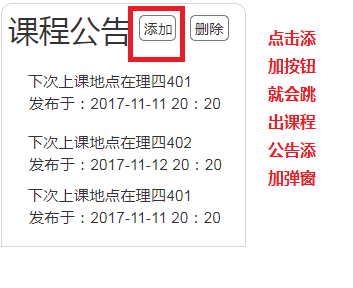 课程公告 添加 删除
下次上课地点在理四401
发布于：2017-11-11 20：20
下次上课地点在理四402
发布于：2017-11-12 20：20
下次上课地点在理四401
发布于：2017-11-11 20：20
点击添
加按钮
就会跳
出课程
公告添
加弹窗